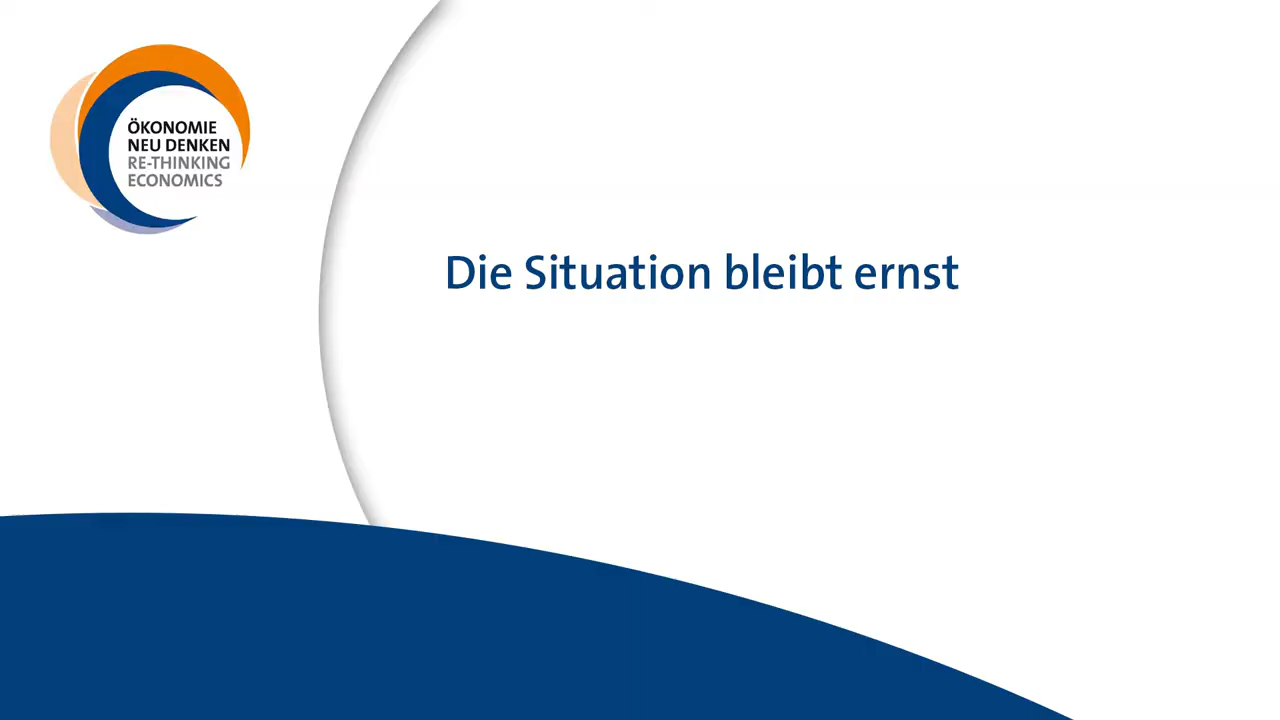 ÖKONOMIE
NEU DENKEN
RE-THINKING
ECONOMICS
Die Situation bleibt ernst